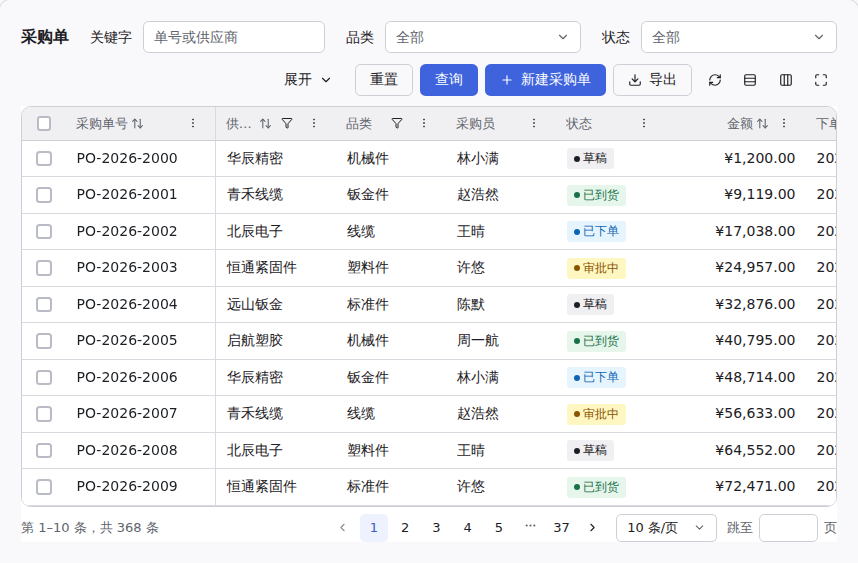 采购单 关键字 单号或供应商 品类 全部 状态 全部
展开 重置 查询 新建采购单 导出
采购单号 供… 品类 采购员 状态 金额 下单
PO-2026-2000 华辰精密 机械件 林小满 草稿 ¥1,200.00 202
PO-2026-2001 青禾线缆 钣金件 赵浩然 已到货 ¥9,119.00 202
PO-2026-2002 北辰电子 线缆 王晴 已下单 ¥17,038.00 202
PO-2026-2003 恒通紧固件 塑料件 许悠 审批中 ¥24,957.00 202
PO-2026-2004 远山钣金 标准件 陈默 草稿 ¥32,876.00 202
PO-2026-2005 启航塑胶 机械件 周一航 已到货 ¥40,795.00 202
PO-2026-2006 华辰精密 钣金件 林小满 已下单 ¥48,714.00 202
PO-2026-2007 青禾线缆 线缆 赵浩然 审批中 ¥56,633.00 202
PO-2026-2008 北辰电子 塑料件 王晴 草稿 ¥64,552.00 202
PO-2026-2009 恒通紧固件 标准件 许悠 已到货 ¥72,471.00 202
第 1–10 条，共 368 条 1 2 3 4 5 ··· 37 10 条/页 跳至 页